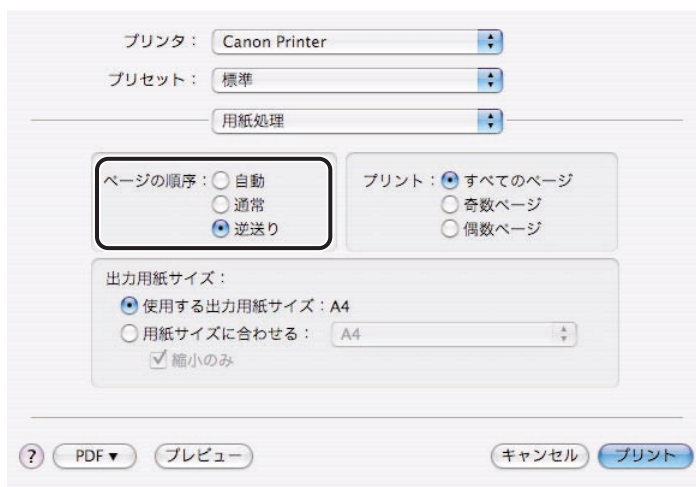 プリンタ： Canon Printer
プリセット： 標準
用紙処理
ページの順序： 自動
通常
逆送り
プリント： すべてのページ
奇数ページ
偶数ページ
出力用紙サイズ：
使用する出力用紙サイズ：A4
用紙サイズに合わせる： A4
縮小のみ
? PDF▼ プレビュー キャンセル プリント